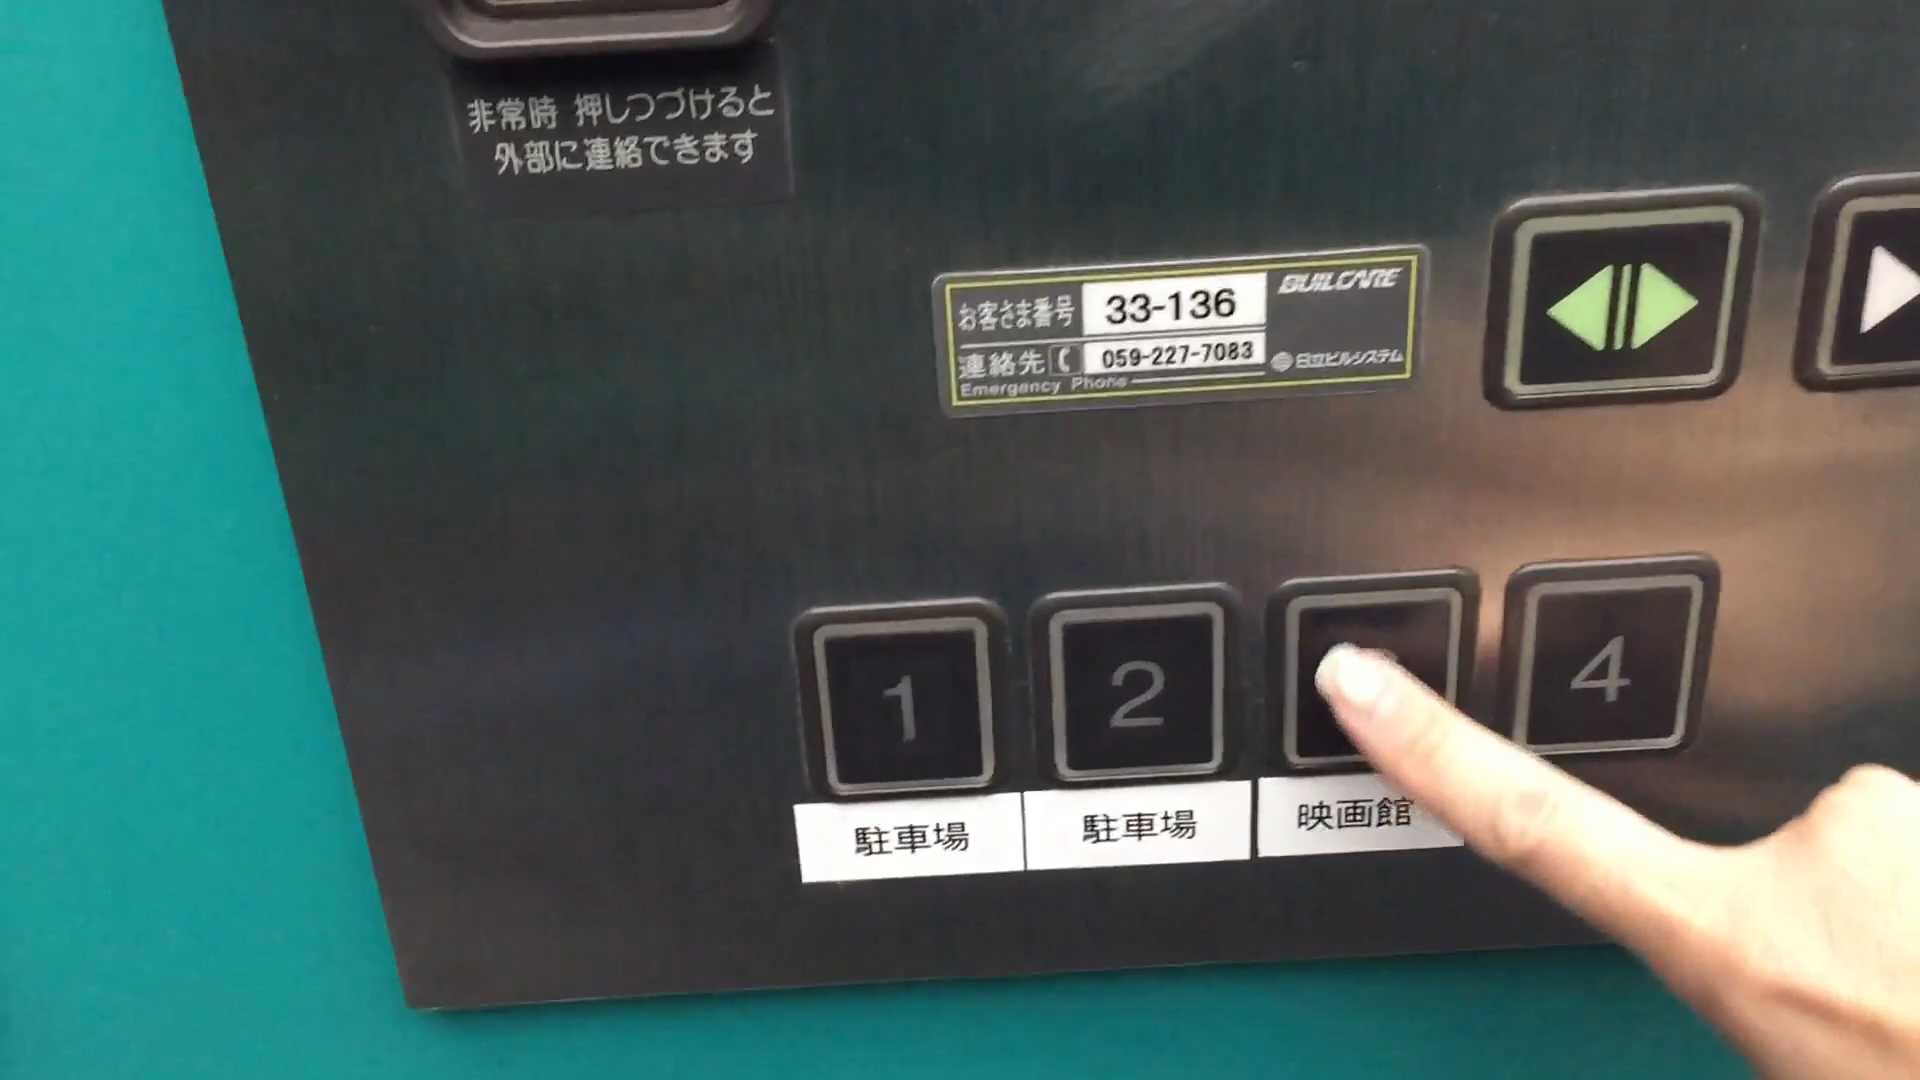 非常時 押しつづけると
外部に連絡できます
お客さま番号 33-136 BUILCARE
連絡先 059-227-7083 日立ビルシステム
Emergency Phone
1 2 4
駐車場 駐車場 映画館